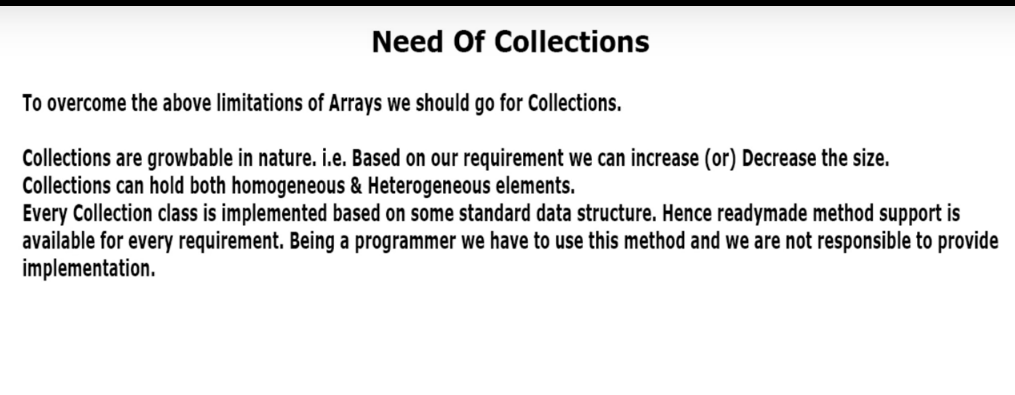 Need Of Collections
To overcome the above limitations of Arrays we should go for Collections.
Collections are growbable in nature. i.e. Based on our requirement we can increase (or) Decrease the size.
Collections can hold both homogeneous & Heterogeneous elements.
Every Collection class is implemented based on some standard data structure. Hence readymade method support is
available for every requirement. Being a programmer we have to use this method and we are not responsible to provide
implementation.